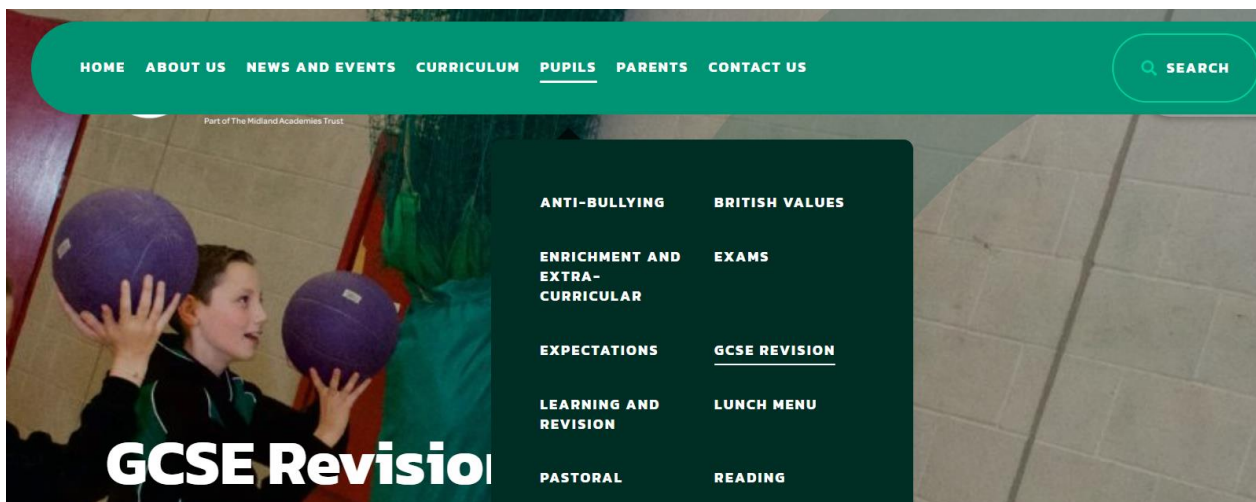 HOME ABOUT US NEWS AND EVENTS CURRICULUM PUPILS PARENTS CONTACT US SEARCH
Part of The Midland Academies Trust
ANTI-BULLYING BRITISH VALUES
ENRICHMENT AND EXAMS
EXTRA-
CURRICULAR
EXPECTATIONS GCSE REVISION
LEARNING AND LUNCH MENU
REVISION
GCSE Revision
PASTORAL READING